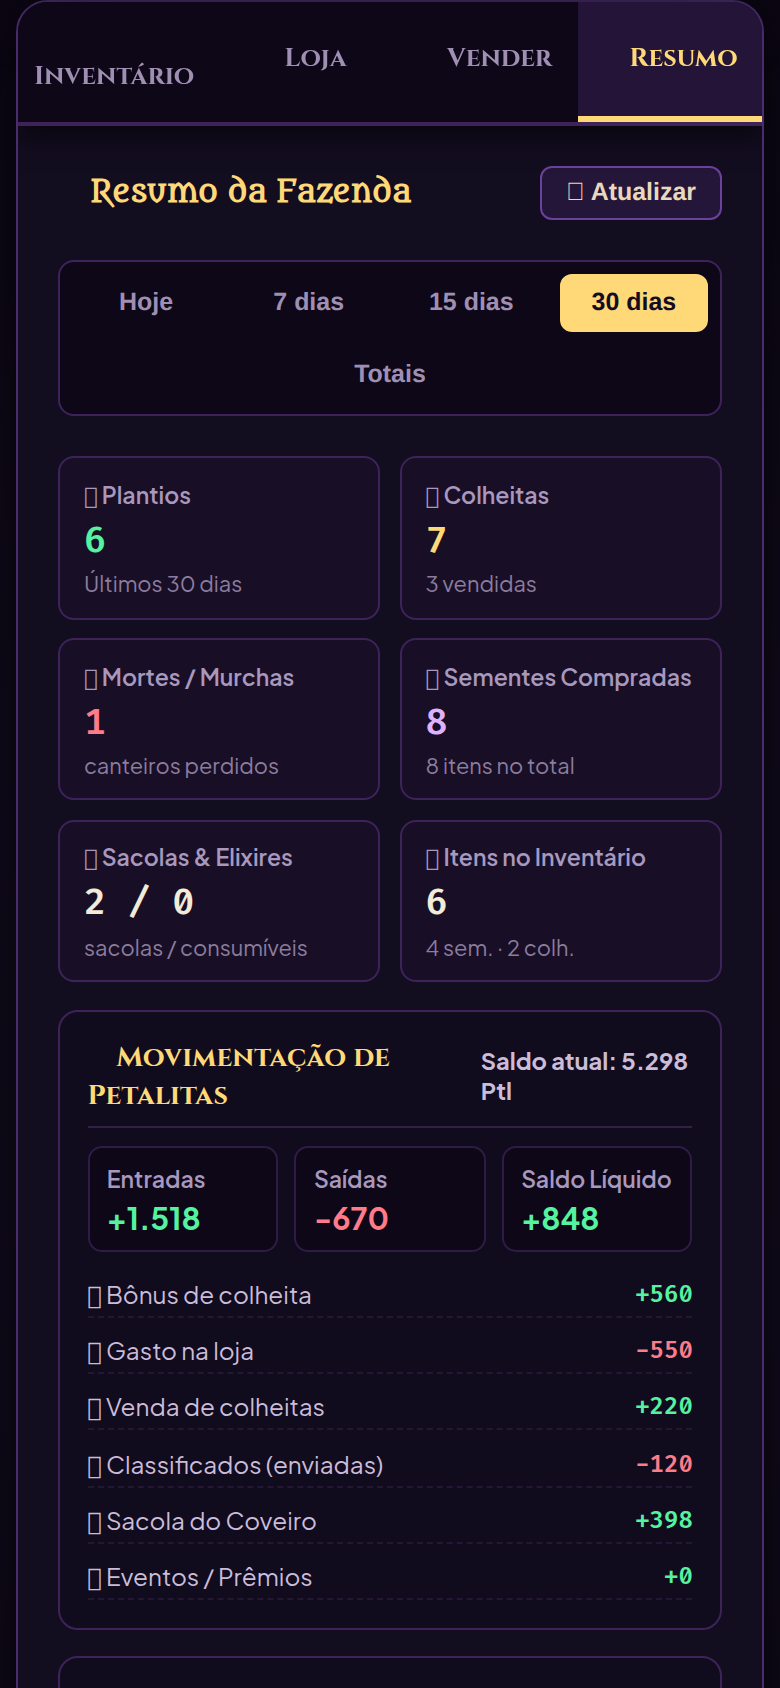 Inventário
Loja
Vender
Resumo
Resumo da Fazenda
Atualizar
Hoje
7 dias
15 dias
30 dias
Totais
Plantios
6
Últimos 30 dias
Colheitas
7
3 vendidas
Mortes / Murchas
1
canteiros perdidos
Sementes Compradas
8
8 itens no total
Sacolas & Elixires
2 / 0
sacolas / consumíveis
Itens no Inventário
6
4 sem. · 2 colh.
Movimentação de
Petalitas
Saldo atual: 5.298
Ptl
Entradas
+1.518
Saídas
-670
Saldo Líquido
+848
Bônus de colheita +560
Gasto na loja -550
Venda de colheitas +220
Classificados (enviadas) -120
Sacola do Coveiro +398
Eventos / Prêmios +0